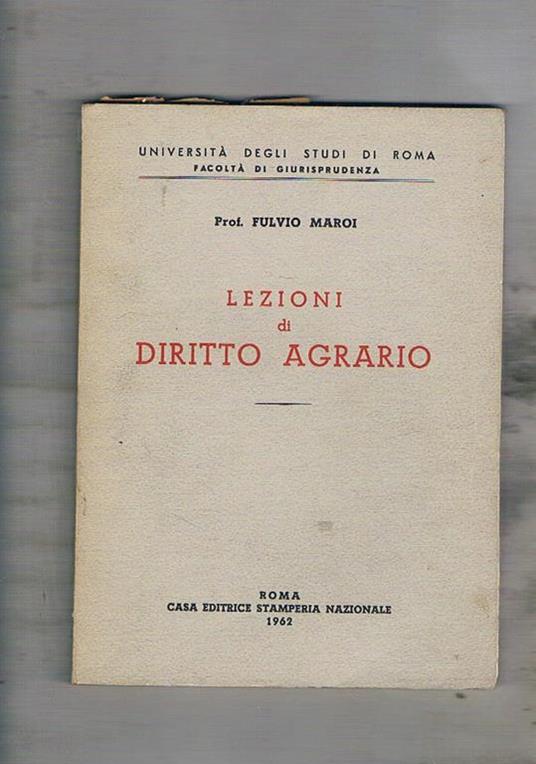 UNIVERSITÀ DEGLI STUDI DI ROMA
FACOLTÀ DI GIURISPRUDENZA
Prof. FULVIO MAROI
LEZIONI
di
DIRITTO AGRARIO
ROMA
CASA EDITRICE STAMPERIA NAZIONALE
1962